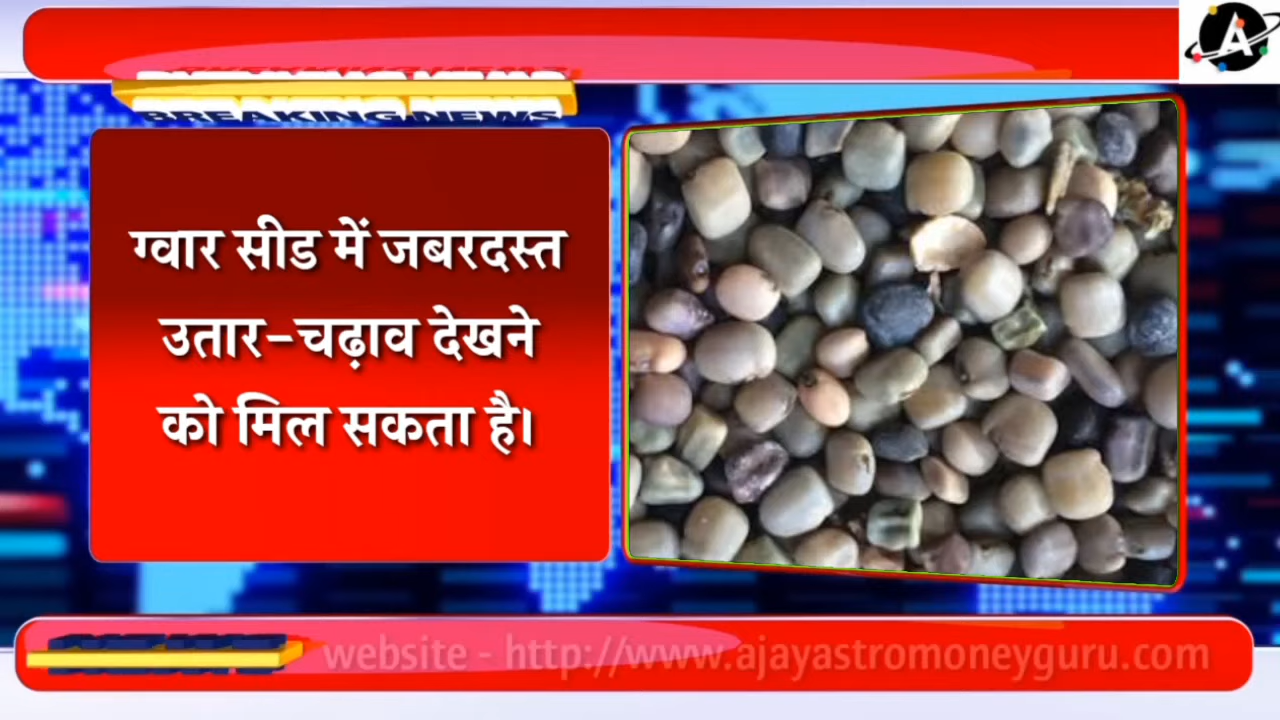 A
BREAKING NEWS
ग्वार सीड में जबरदस्त
उतार-चढ़ाव देखने
को मिल सकता है।
website - http://www.ajayastromoneyguru.com